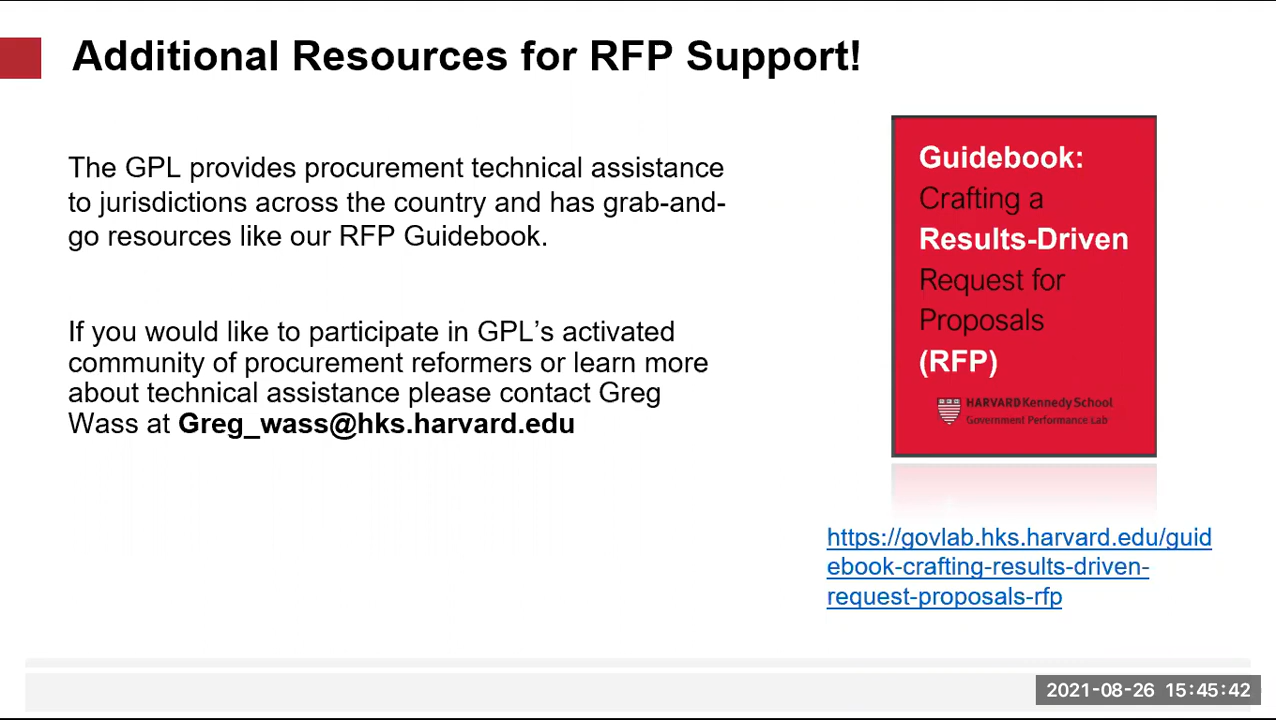 Additional Resources for RFP Support!
The GPL provides procurement technical assistance
to jurisdictions across the country and has grab-and-
go resources like our RFP Guidebook.
If you would like to participate in GPL’s activated
community of procurement reformers or learn more
about technical assistance please contact Greg
Wass at Greg_wass@hks.harvard.edu
Guidebook:
Crafting a
Results-Driven
Request for
Proposals
(RFP)
HARVARD Kennedy School
Government Performance Lab
https://govlab.hks.harvard.edu/guid
ebook-crafting-results-driven-
request-proposals-rfp
2021-08-26 15:45:42